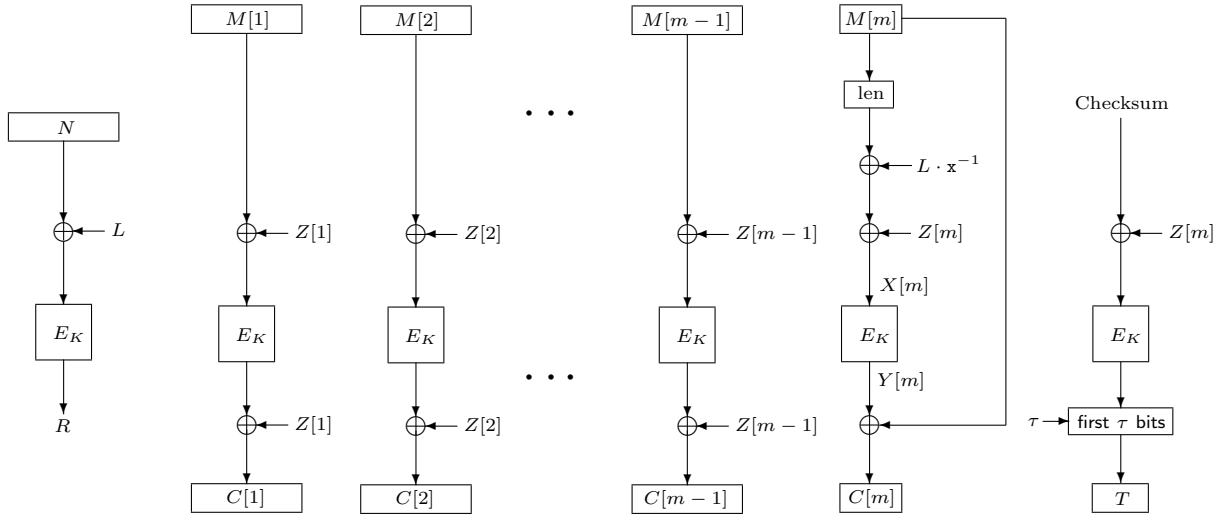 M[1] M[2] M[m − 1] M[m]
len
Checksum
N
L · x⁻¹
L Z[1] Z[2] Z[m − 1] Z[m] Z[m]
X[m]
E_K E_K E_K E_K E_K E_K
Y[m]
R Z[1] Z[2] Z[m − 1] τ first τ bits
C[1] C[2] C[m − 1] C[m] T